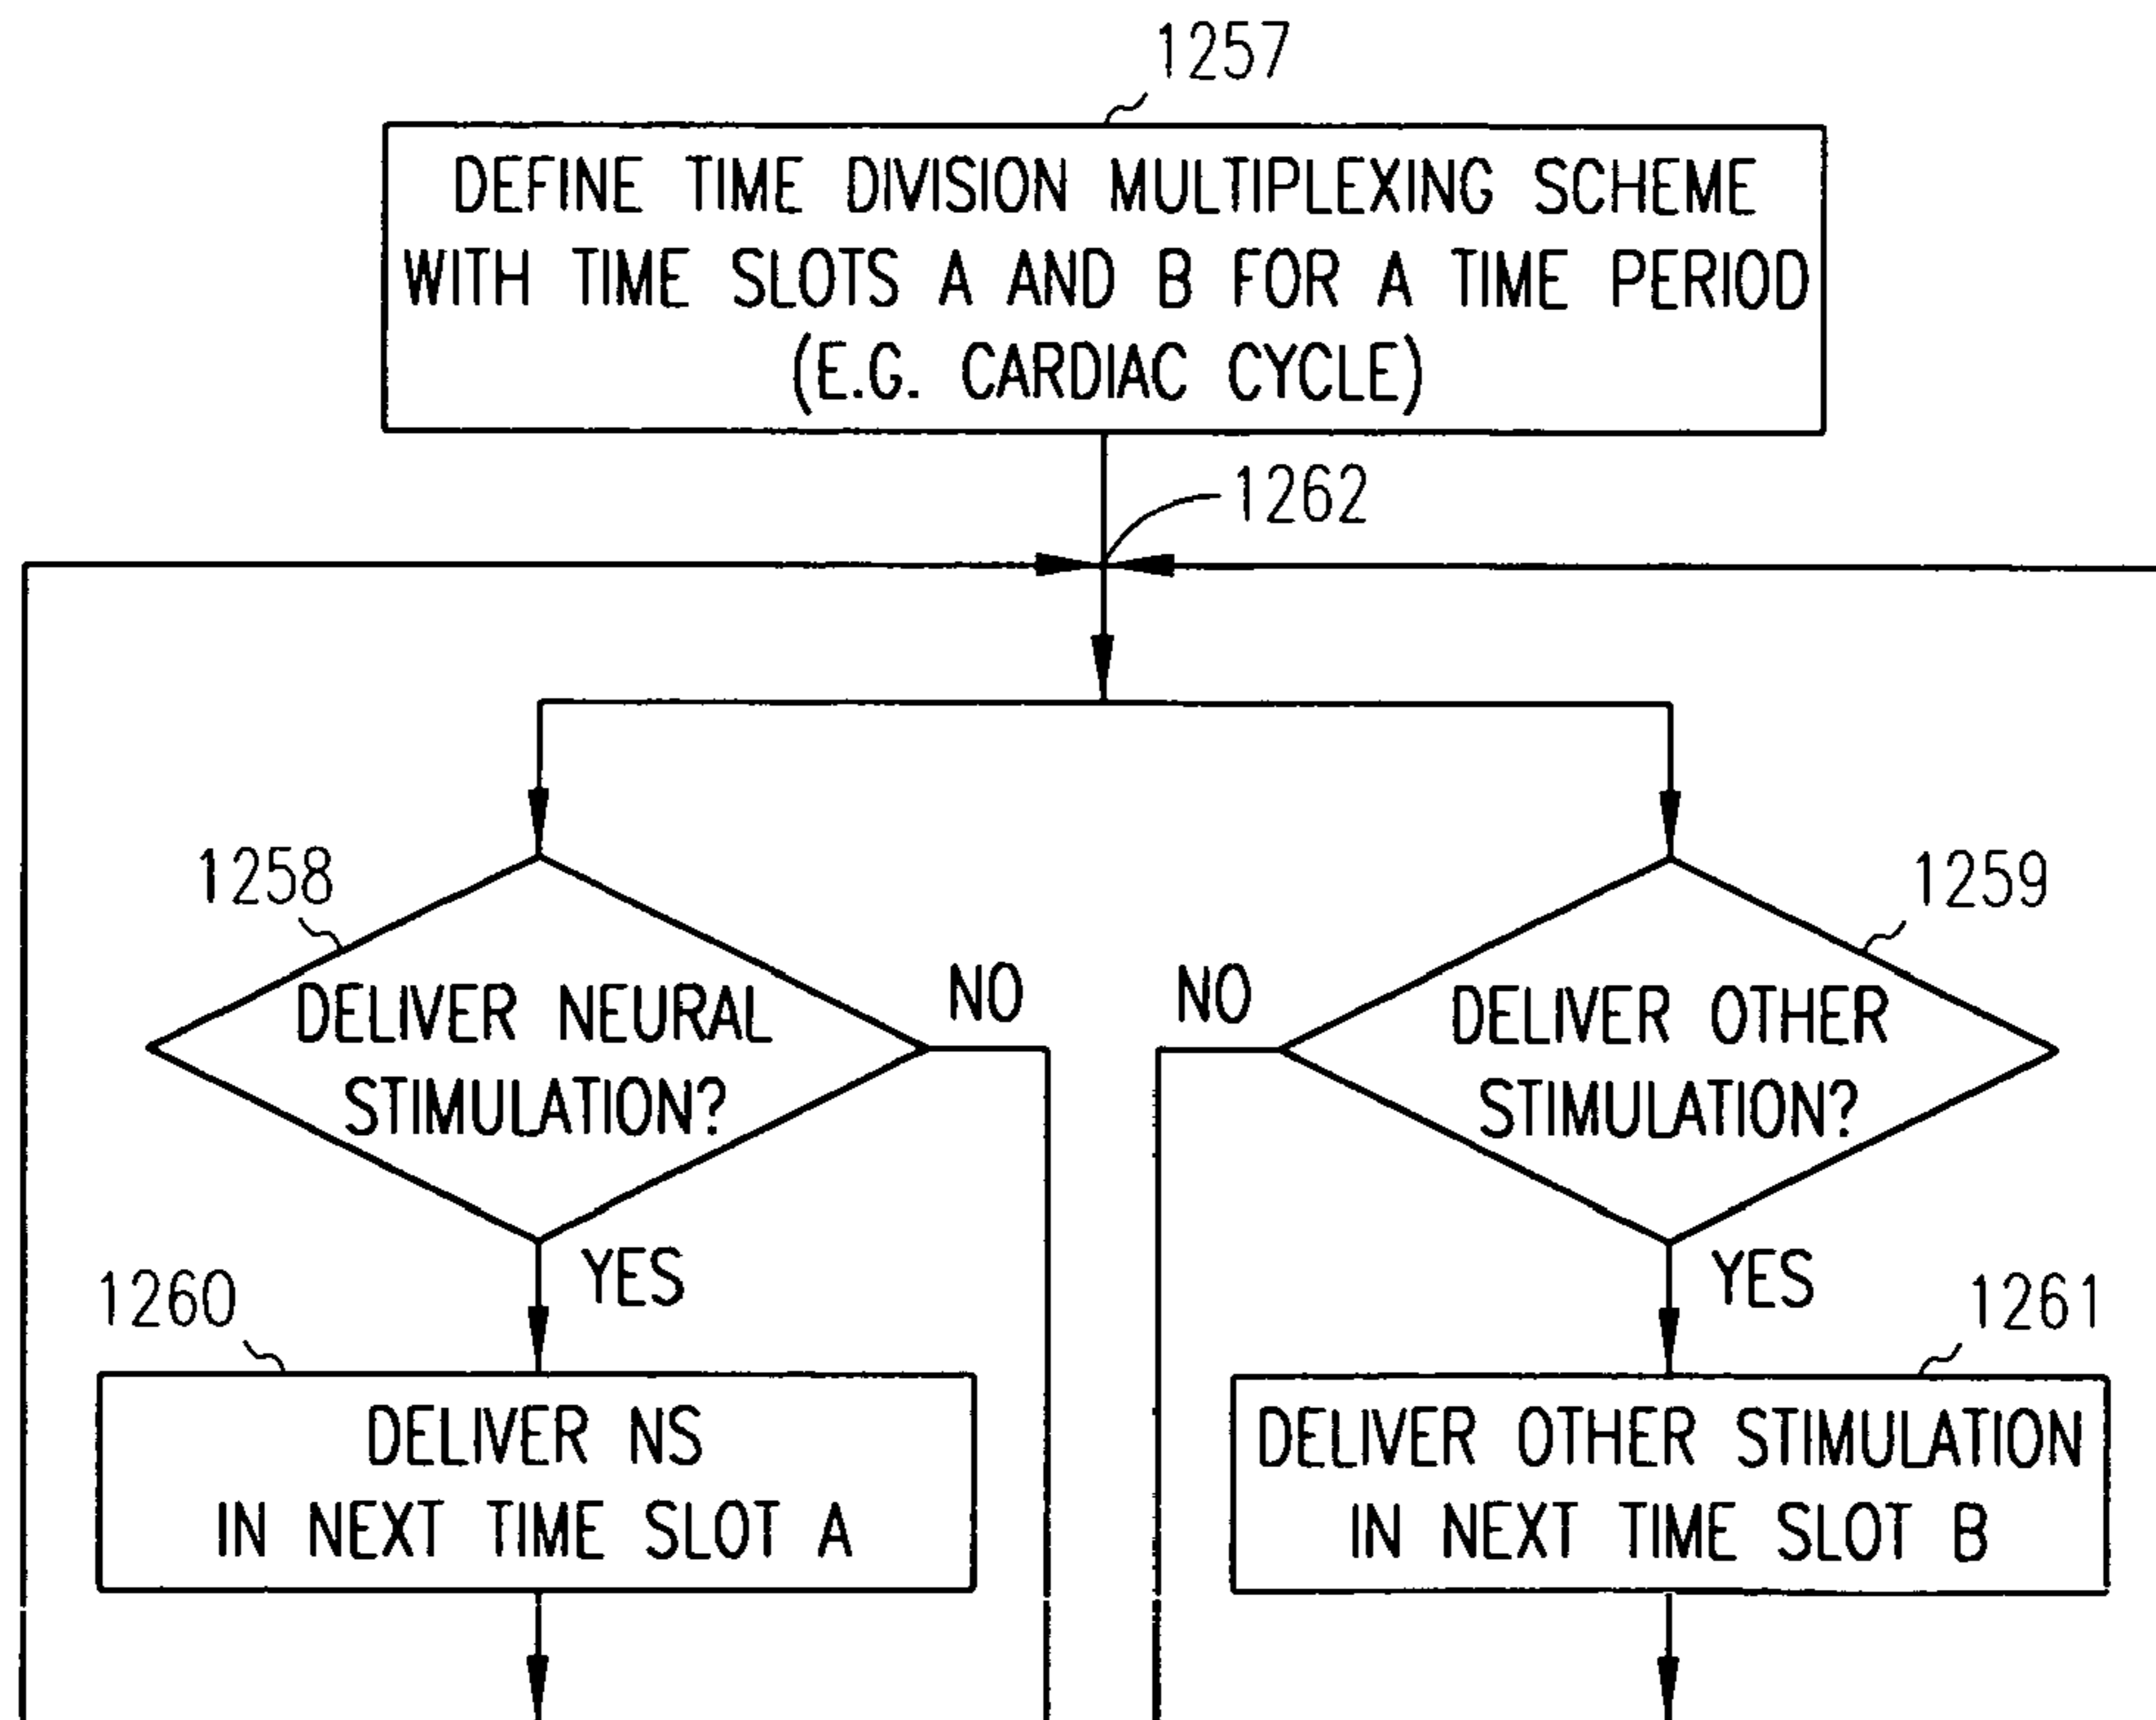 1257
DEFINE TIME DIVISION MULTIPLEXING SCHEME
WITH TIME SLOTS A AND B FOR A TIME PERIOD
(E.G. CARDIAC CYCLE)
1262
1258
DELIVER NEURAL
STIMULATION?
NO
YES
NO
1259
DELIVER OTHER
STIMULATION?
YES
1260
DELIVER NS
IN NEXT TIME SLOT A
1261
DELIVER OTHER STIMULATION
IN NEXT TIME SLOT B